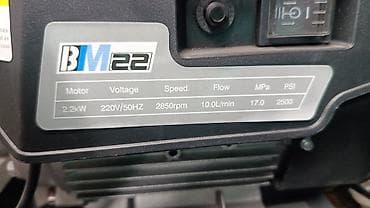 BM22
Motor Voltage Speed Flow MPa PSI
2.2kW 220V/50HZ 2850rpm 10.0L/min 17.0 2500